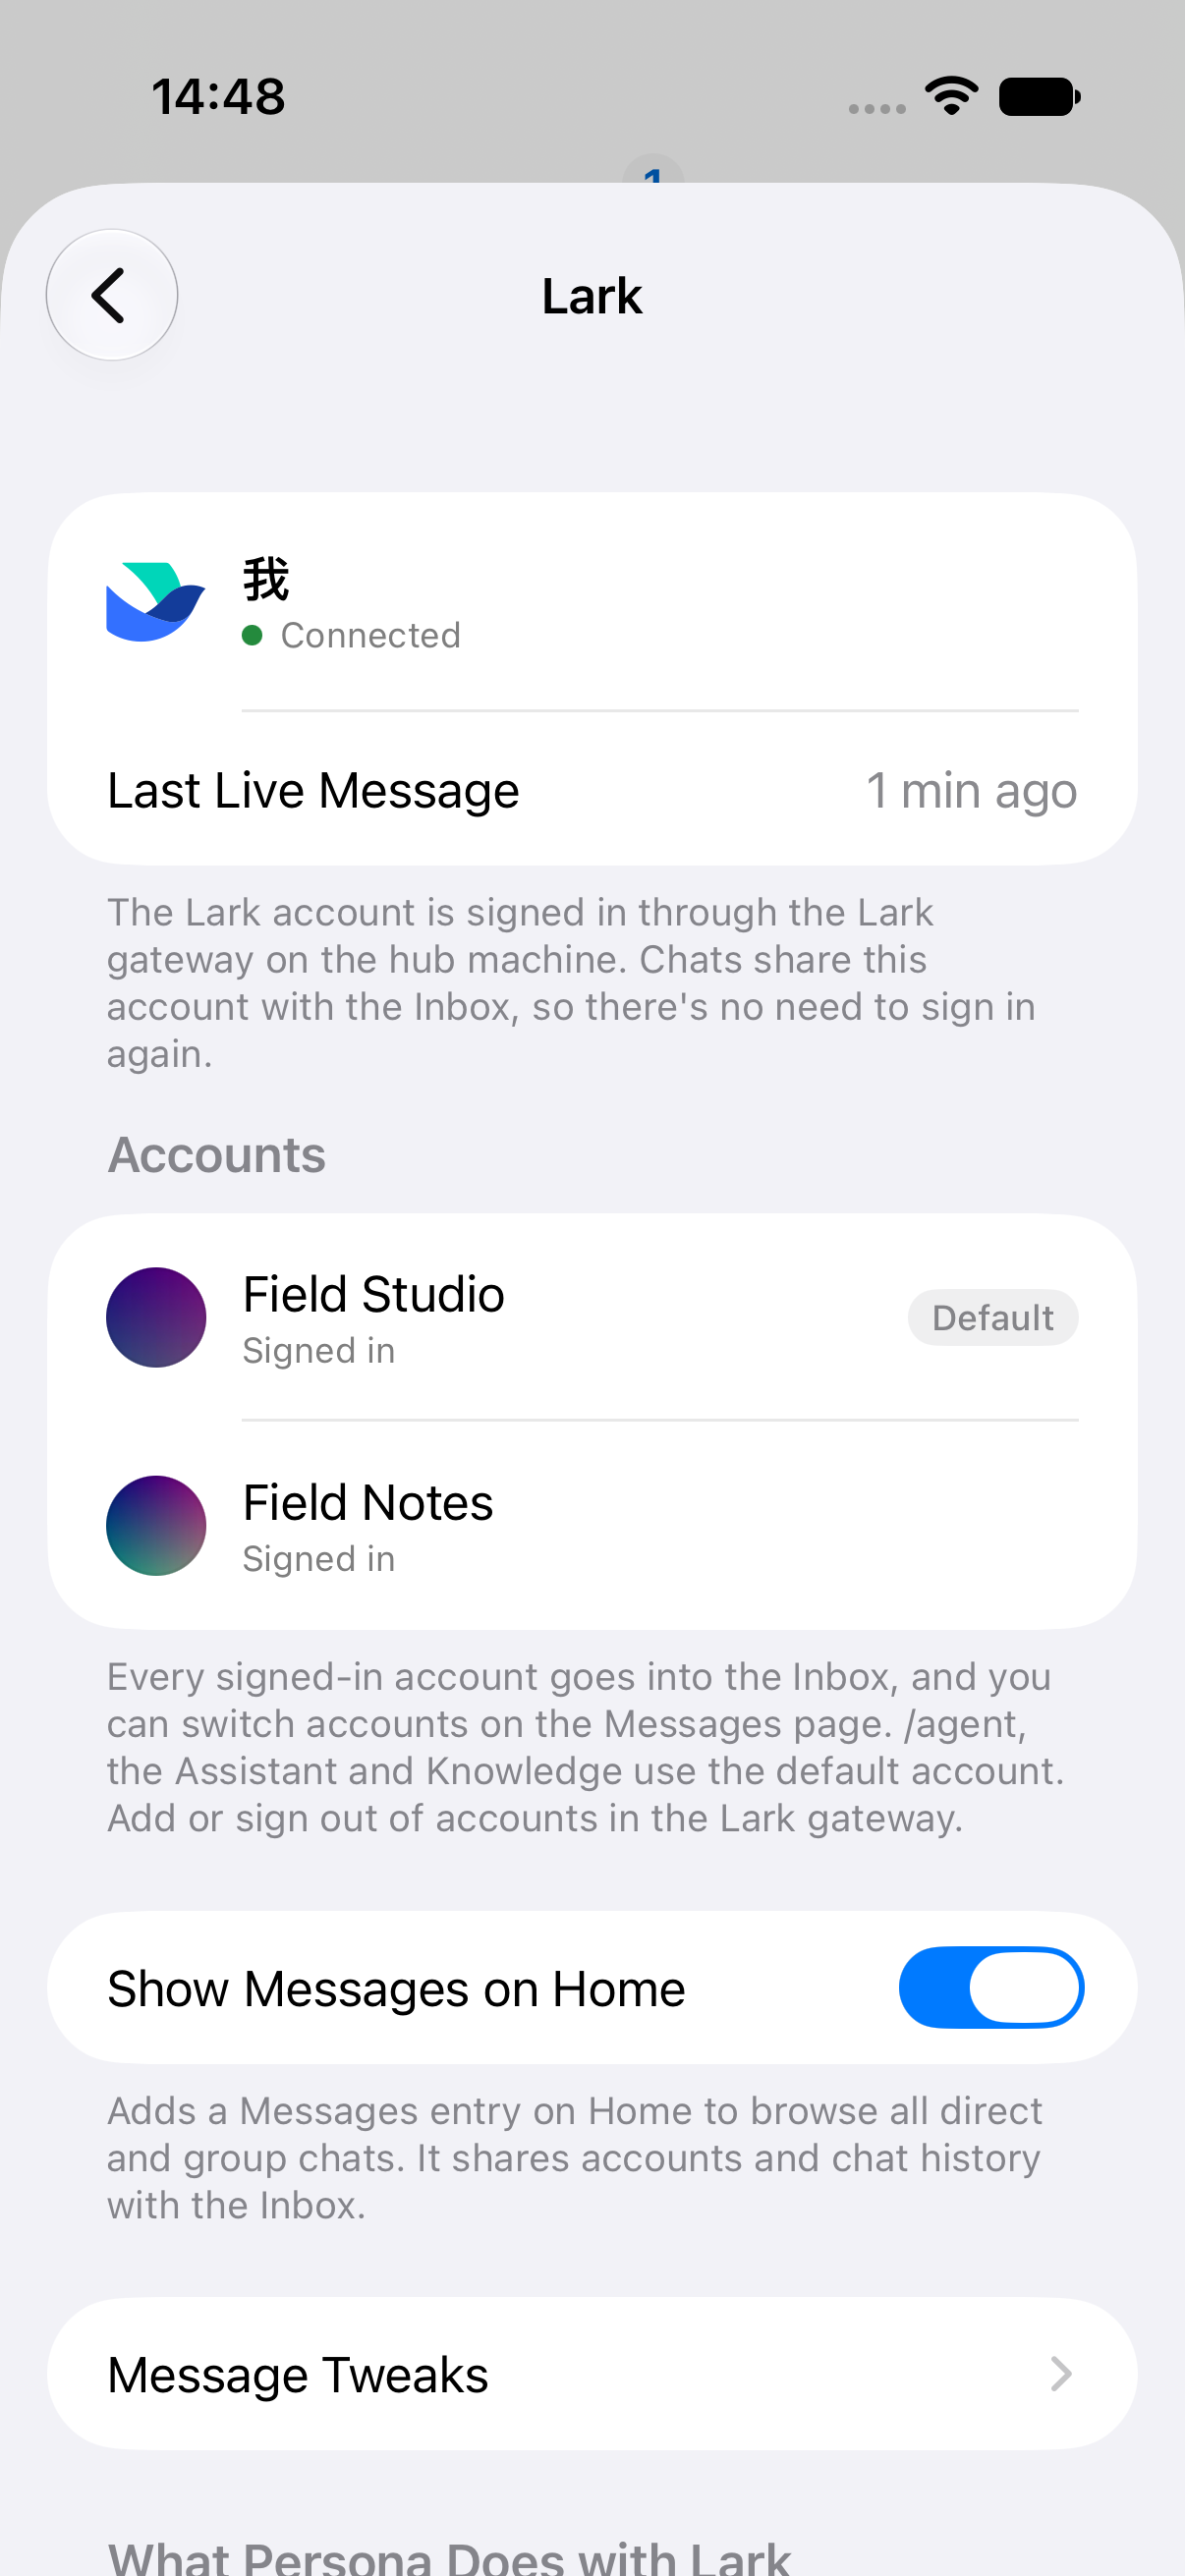 14:48
1
Lark
我
Connected
Last Live Message 1 min ago
The Lark account is signed in through the Lark
gateway on the hub machine. Chats share this
account with the Inbox, so there's no need to sign in
again.
Accounts
Field Studio
Signed in
Default
Field Notes
Signed in
Every signed-in account goes into the Inbox, and you
can switch accounts on the Messages page. /agent,
the Assistant and Knowledge use the default account.
Add or sign out of accounts in the Lark gateway.
Show Messages on Home
Adds a Messages entry on Home to browse all direct
and group chats. It shares accounts and chat history
with the Inbox.
Message Tweaks
What Persona Does with Lark